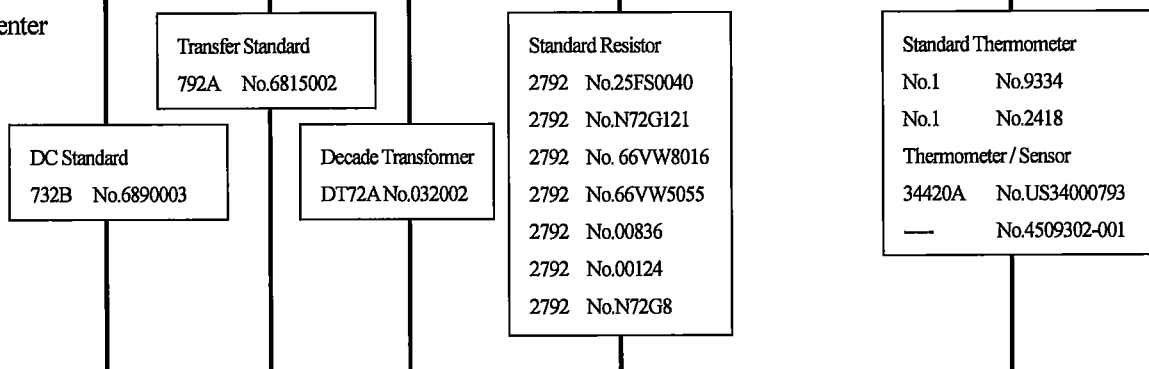 enter
Transfer Standard
792A No.6815002
DC Standard
732B No.6890003
Decade Transformer
DT72A No.032002
Standard Resistor
2792 No.25FS0040
2792 No.N72G121
2792 No. 66VW8016
2792 No.66VW5055
2792 No.00836
2792 No.00124
2792 No.N72G8
Standard Thermometer
No.1 No.9334
No.1 No.2418
Thermometer / Sensor
34420A No.US34000793
— No.4509302-001